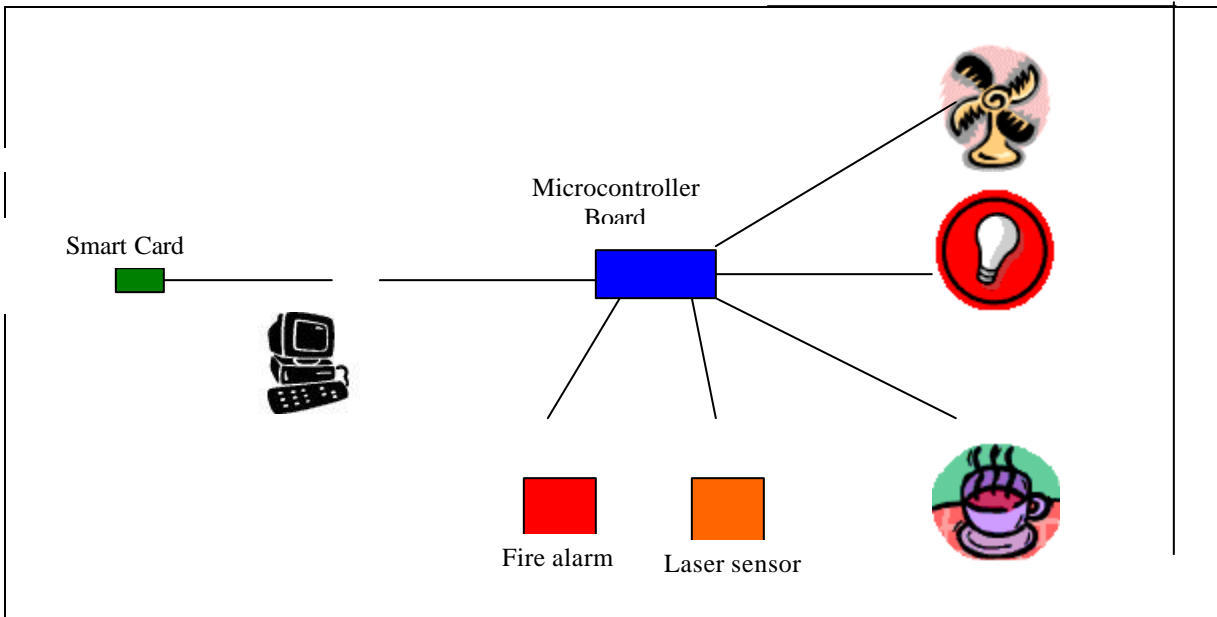 Microcontroller
Board
Smart Card
Fire alarm
Laser sensor